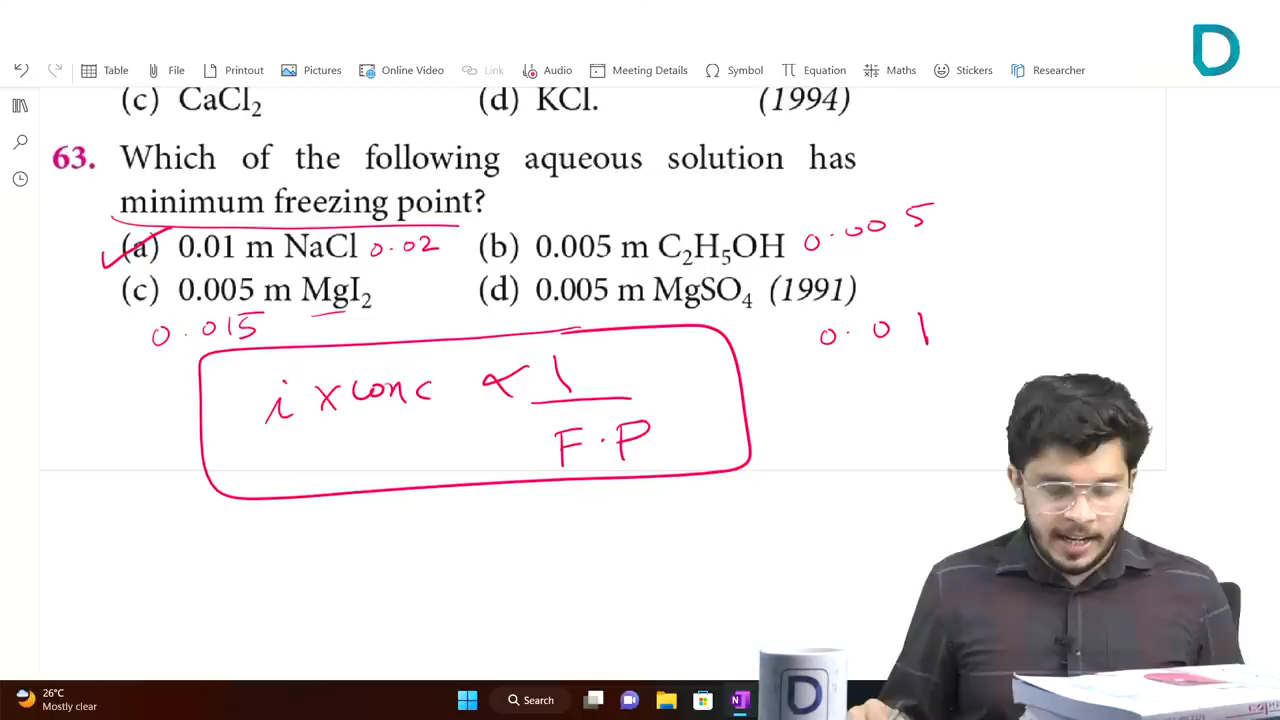 D
Table File Printout Pictures Online Video Link Audio Meeting Details Symbol Equation Maths Stickers Researcher
(c) CaCl₂ (d) KCl. (1994)
63. Which of the following aqueous solution has
minimum freezing point?
(a) 0.01 m NaCl 0.02 (b) 0.005 m C₂H₅OH 0.005
(c) 0.005 m MgI₂ (d) 0.005 m MgSO₄ (1991)
0.015 0.01
i × conc ∝ 1
F.P
D
26°C
Mostly clear
Search